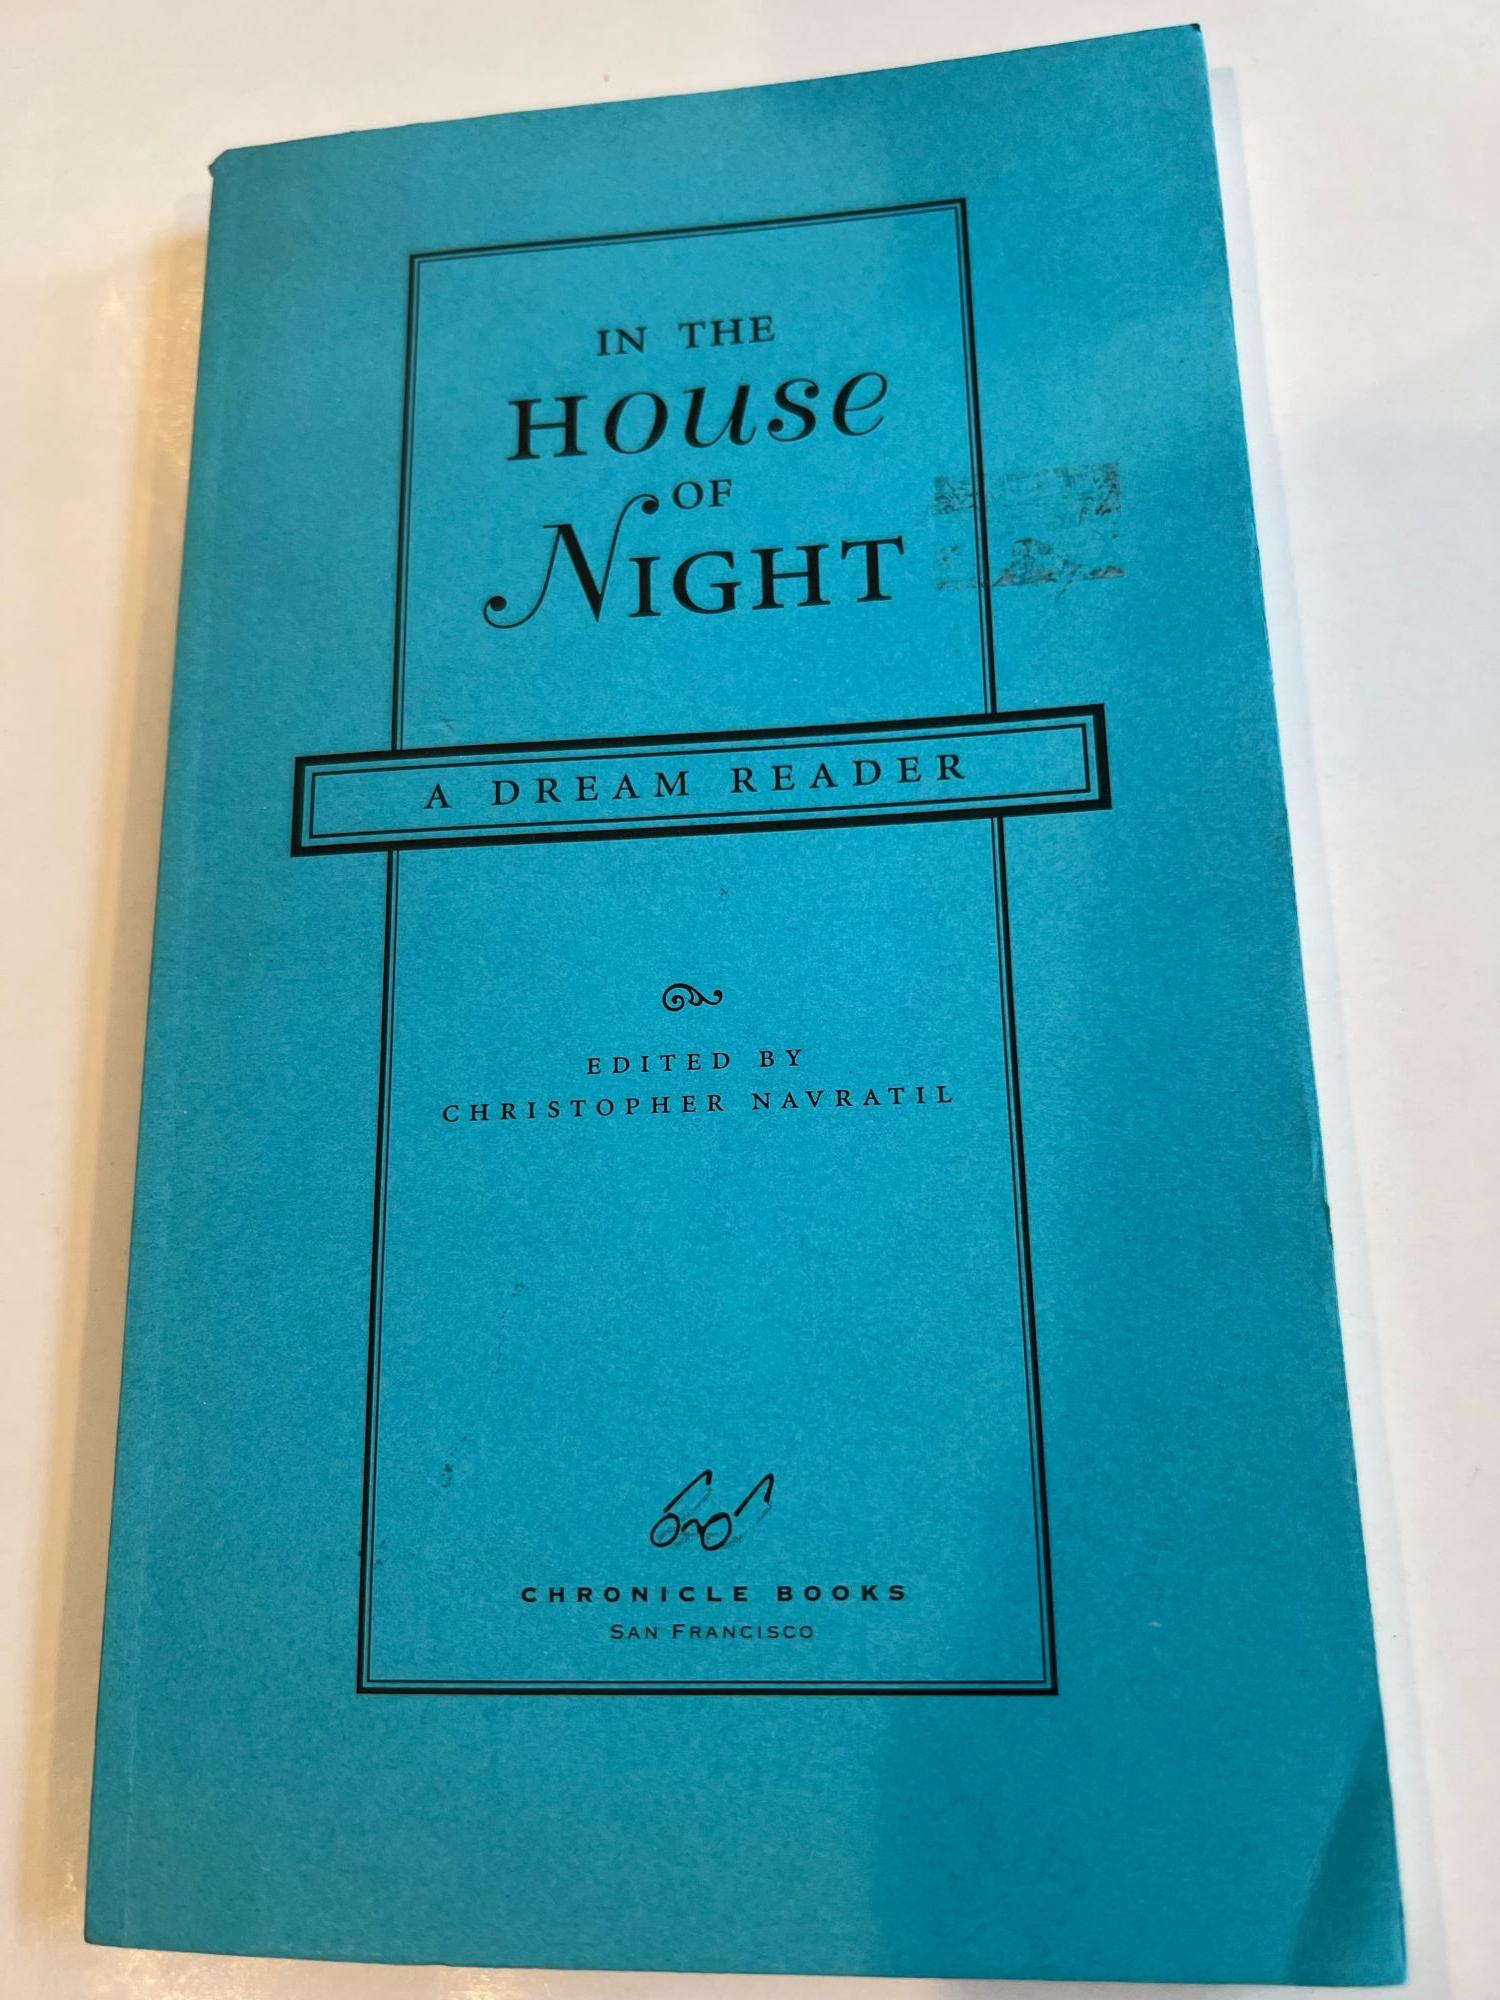 IN THE
HOUSE
OF
NIGHT
A DREAM READER
EDITED BY
CHRISTOPHER NAVRATIL
CHRONICLE BOOKS
SAN FRANCISCO